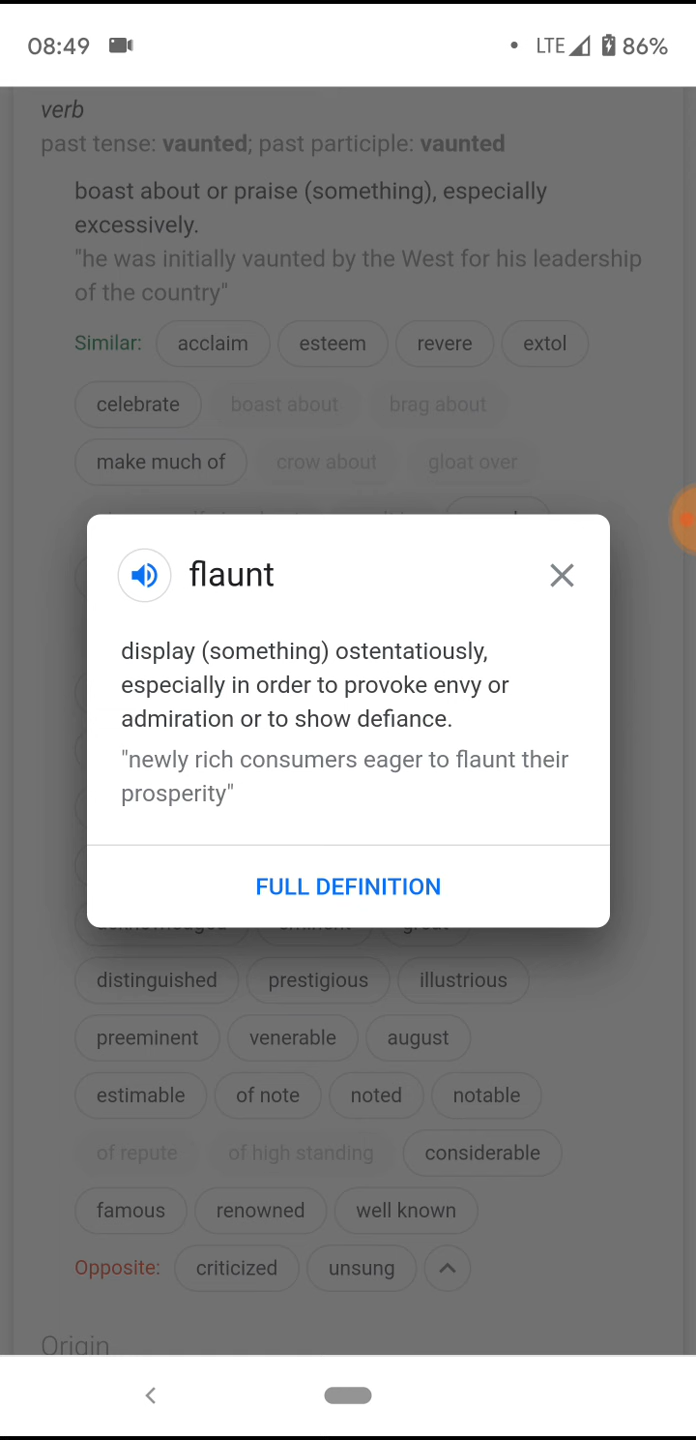 08:49 LTE 86%
verb
past tense: vaunted; past participle: vaunted
boast about or praise (something), especially
excessively.
"he was initially vaunted by the West for his leadership
of the country"
Similar: acclaim esteem revere extol
celebrate boast about brag about
make much of crow about gloat over
flaunt
display (something) ostentatiously,
especially in order to provoke envy or
admiration or to show defiance.
"newly rich consumers eager to flaunt their
prosperity"
FULL DEFINITION
distinguished prestigious illustrious
preeminent venerable august
estimable of note noted notable
of repute of high standing considerable
famous renowned well known
Opposite: criticized unsung
Origin